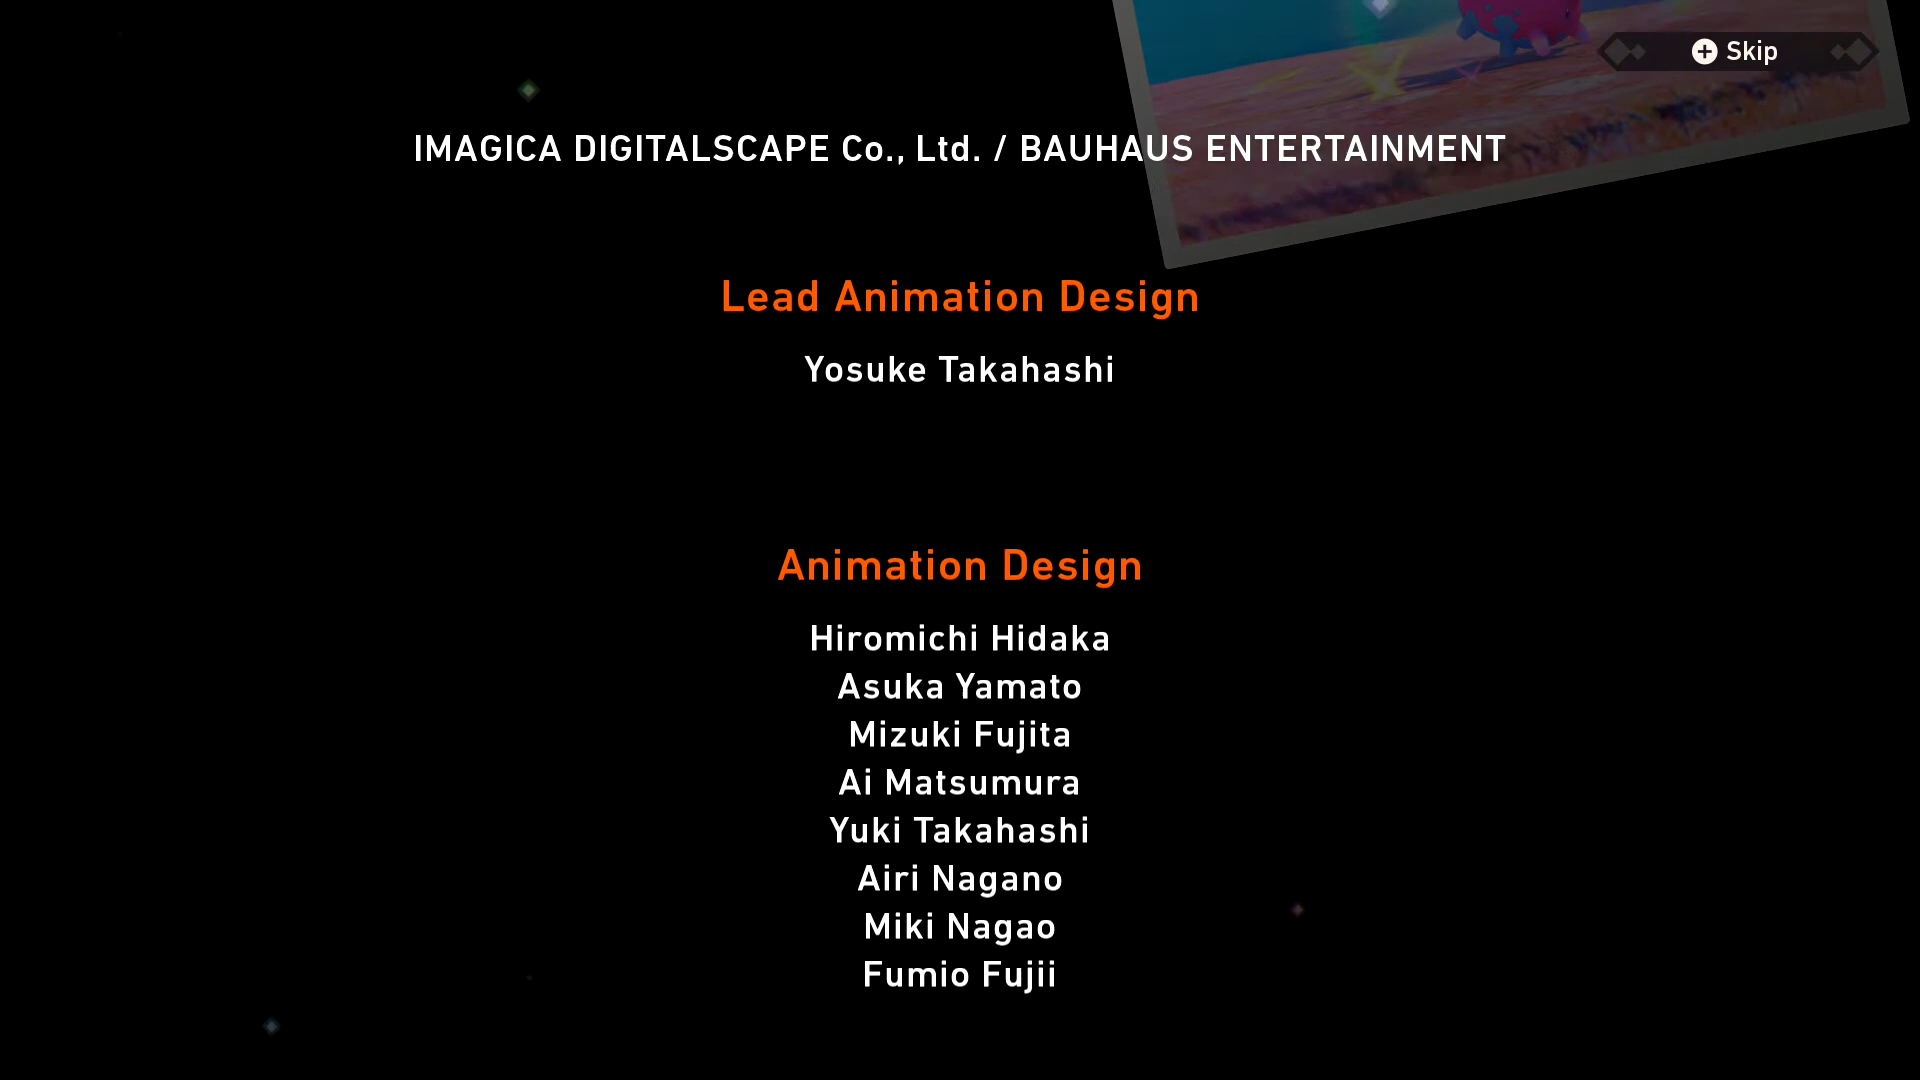 Skip
IMAGICA DIGITALSCAPE Co., Ltd. / BAUHAUS ENTERTAINMENT
Lead Animation Design
Yosuke Takahashi
Animation Design
Hiromichi Hidaka
Asuka Yamato
Mizuki Fujita
Ai Matsumura
Yuki Takahashi
Airi Nagano
Miki Nagao
Fumio Fujii